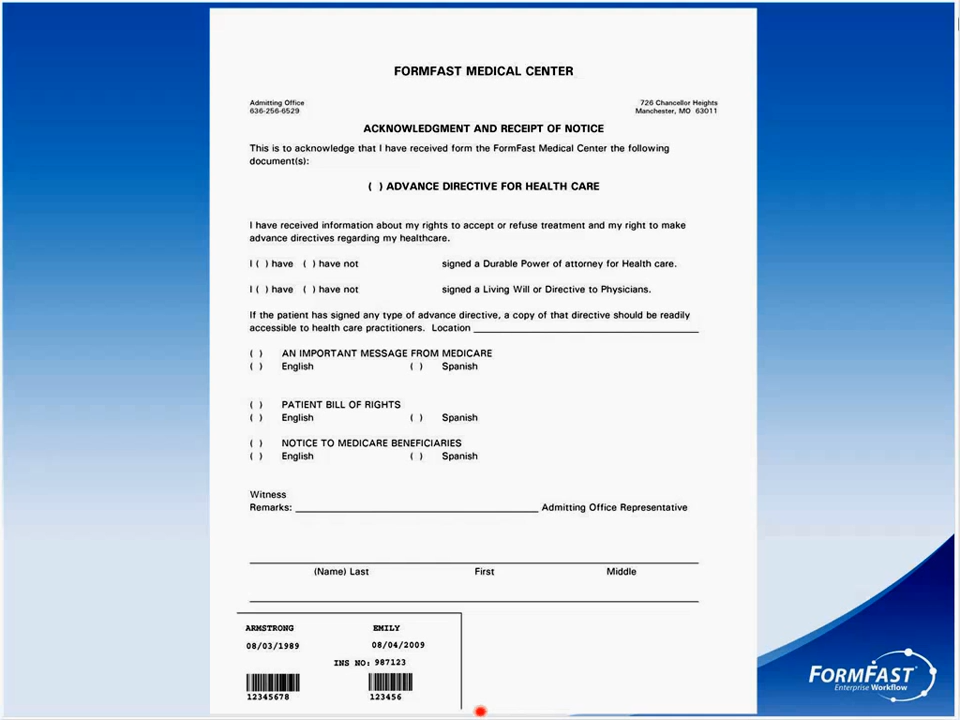 FORMFAST MEDICAL CENTER
Admitting Office 726 Chancellor Heights
636-256-6529 Manchester, MO 63011
ACKNOWLEDGMENT AND RECEIPT OF NOTICE
This is to acknowledge that I have received form the FormFast Medical Center the following
document(s):
( ) ADVANCE DIRECTIVE FOR HEALTH CARE
I have received information about my rights to accept or refuse treatment and my right to make
advance directives regarding my healthcare.
I ( ) have ( ) have not signed a Durable Power of attorney for Health care.
I ( ) have ( ) have not signed a Living Will or Directive to Physicians.
If the patient has signed any type of advance directive, a copy of that directive should be readily
accessible to health care practitioners. Location
( ) AN IMPORTANT MESSAGE FROM MEDICARE
( ) English ( ) Spanish
( ) PATIENT BILL OF RIGHTS
( ) English ( ) Spanish
( ) NOTICE TO MEDICARE BENEFICIARIES
( ) English ( ) Spanish
Witness
Remarks: Admitting Office Representative
(Name) Last First Middle
ARMSTRONG EMILY
08/03/1989 08/04/2009
INS NO: 987123
12345678 123456
FORMFAST
Enterprise Workflow